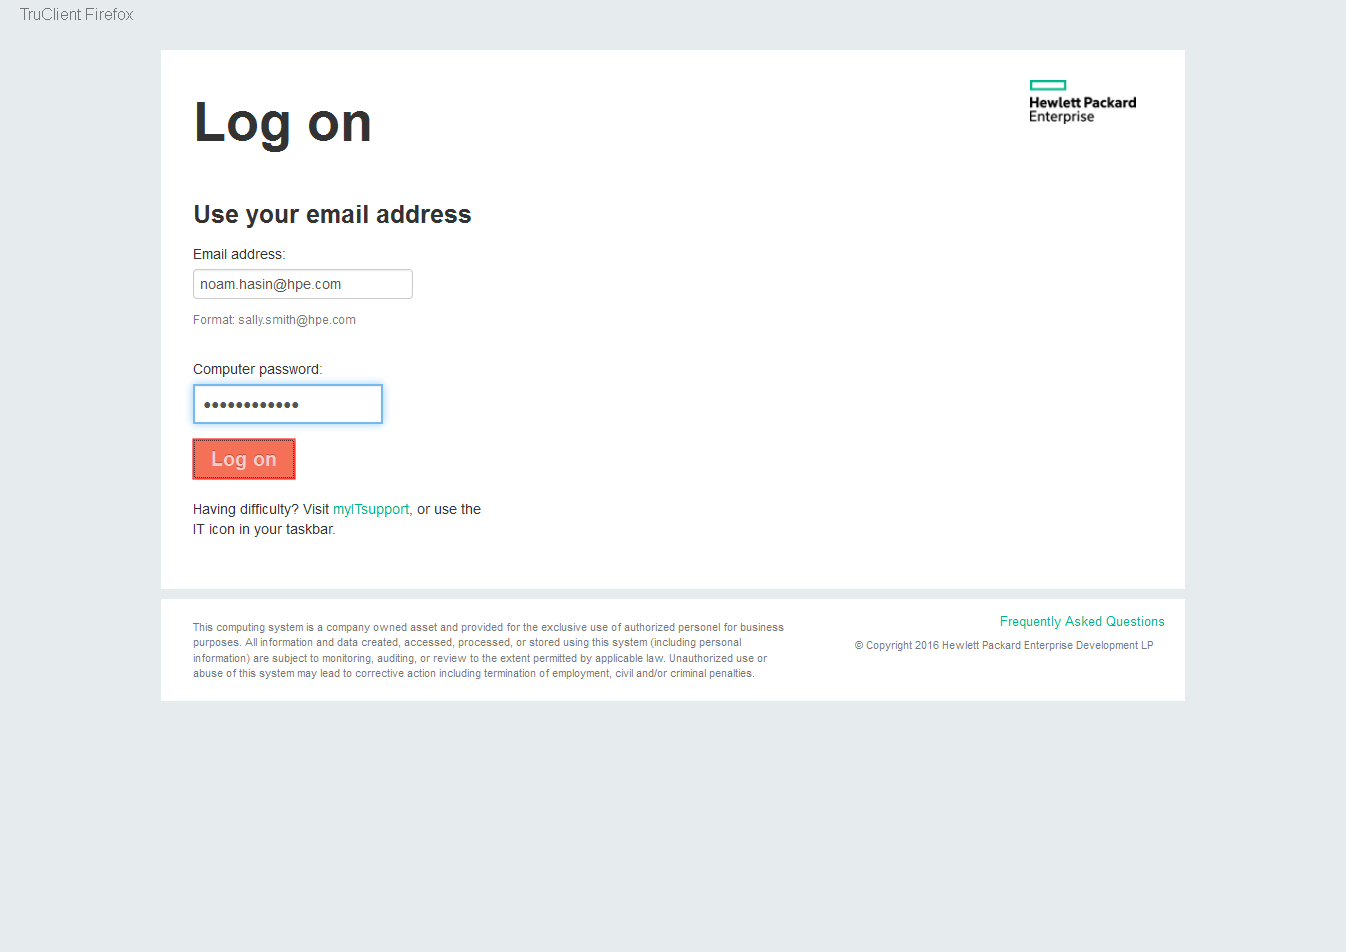 TruClient Firefox
Log on
Hewlett Packard
Enterprise
Use your email address
Email address:
noam.hasin@hpe.com
Format: sally.smith@hpe.com
Computer password:
••••••••••••
Log on
Having difficulty? Visit myITsupport, or use the
IT icon in your taskbar.
This computing system is a company owned asset and provided for the exclusive use of authorized personel for business
purposes. All information and data created, accessed, processed, or stored using this system (including personal
information) are subject to monitoring, auditing, or review to the extent permitted by applicable law. Unauthorized use or
abuse of this system may lead to corrective action including termination of employment, civil and/or criminal penalties.
Frequently Asked Questions
© Copyright 2016 Hewlett Packard Enterprise Development LP